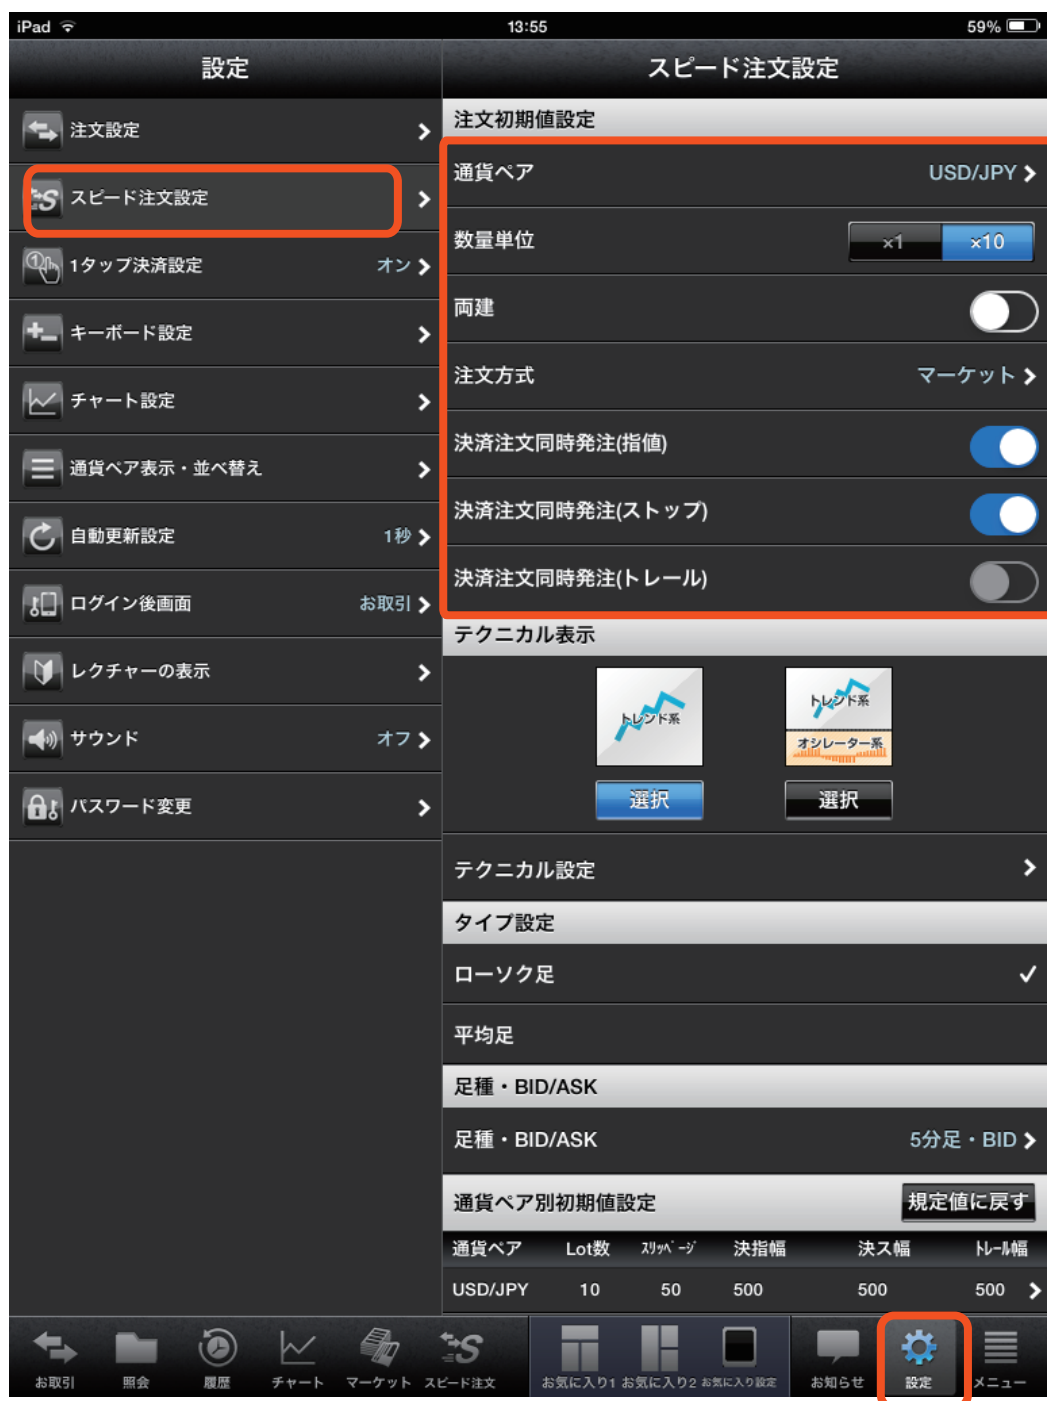 iPad 13:55 59%
設定
注文設定
スピード注文設定
1タップ決済設定 オン
キーボード設定
チャート設定
通貨ペア表示・並べ替え
自動更新設定 1秒
ログイン後画面 お取引
レクチャーの表示
サウンド オフ
パスワード変更
スピード注文設定
注文初期値設定
通貨ペア USD/JPY
数量単位 ×1 ×10
両建
注文方式 マーケット
決済注文同時発注(指値)
決済注文同時発注(ストップ)
決済注文同時発注(トレール)
テクニカル表示
トレンド系 トレンド系
オシレーター系
選択 選択
テクニカル設定
タイプ設定
ローソク足
平均足
足種・BID/ASK
足種・BID/ASK 5分足・BID
通貨ペア別初期値設定 規定値に戻す
通貨ペア Lot数 ｽﾘｯﾍﾟｰｼﾞ 決指幅 決ス幅 ﾄﾚｰﾙ幅
USD/JPY 10 50 500 500 500
お取引 照会 履歴 チャート マーケット スピード注文 お気に入り1 お気に入り2 お気に入り設定 お知らせ 設定 メニュー